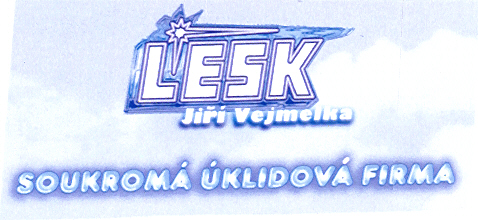 LESK
Jiří Vejmelka
SOUKROMÁ ÚKLIDOVÁ FIRMA